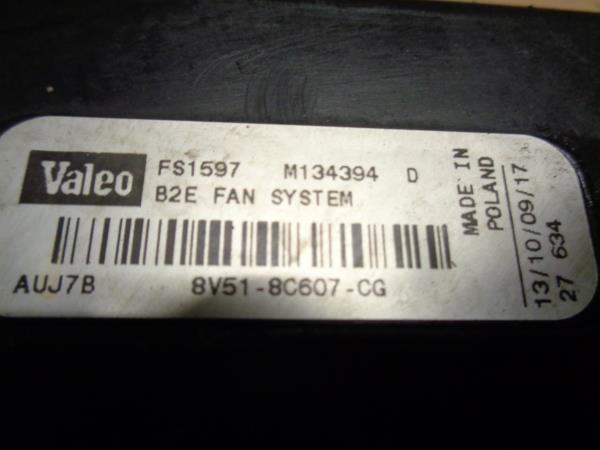 Valeo
FS1597 M134394 D
B2E FAN SYSTEM
AUJ7B 8V51-8C607-CG
MADE IN
POLAND
13/10/09/17
27 634